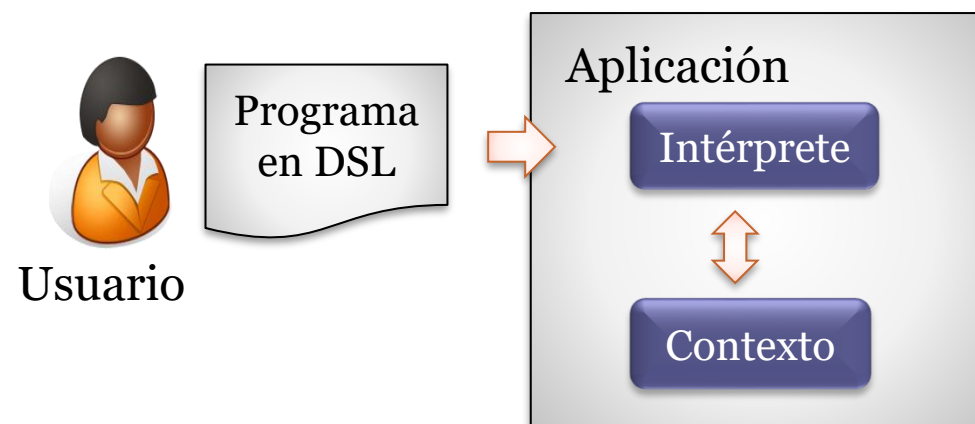 Programa
en DSL
Usuario
Aplicación
Intérprete
Contexto